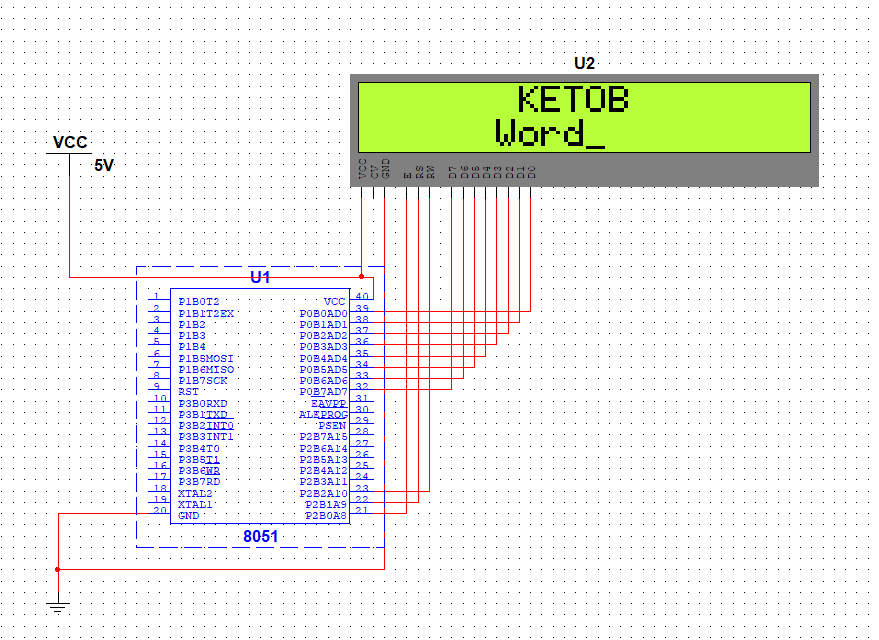 U2
KETOB
Word_
VCC
5V
VCC
CV
GND
E
RS
RW
D7
D6
D5
D4
D3
D2
D1
D0
U1
1 P1B0T2 VCC 40
2 P1B1T2EX P0B0AD0 39
3 P1B2 P0B1AD1 38
4 P1B3 P0B2AD2 37
5 P1B4 P0B3AD3 36
6 P1B5MOSI P0B4AD4 35
7 P1B6MISO P0B5AD5 34
8 P1B7SCK P0B6AD6 33
9 RST P0B7AD7 32
10 P3B0RXD EAVPP 31
11 P3B1TXD ALEPROG 30
12 P3B2INT0 PSEN 29
13 P3B3INT1 P2B7A15 28
14 P3B4T0 P2B6A14 27
15 P3B5T1 P2B5A13 26
16 P3B6WR P2B4A12 25
17 P3B7RD P2B3A11 24
18 XTAL2 P2B2A10 23
19 XTAL1 P2B1A9 22
20 GND P2B0A8 21
8051